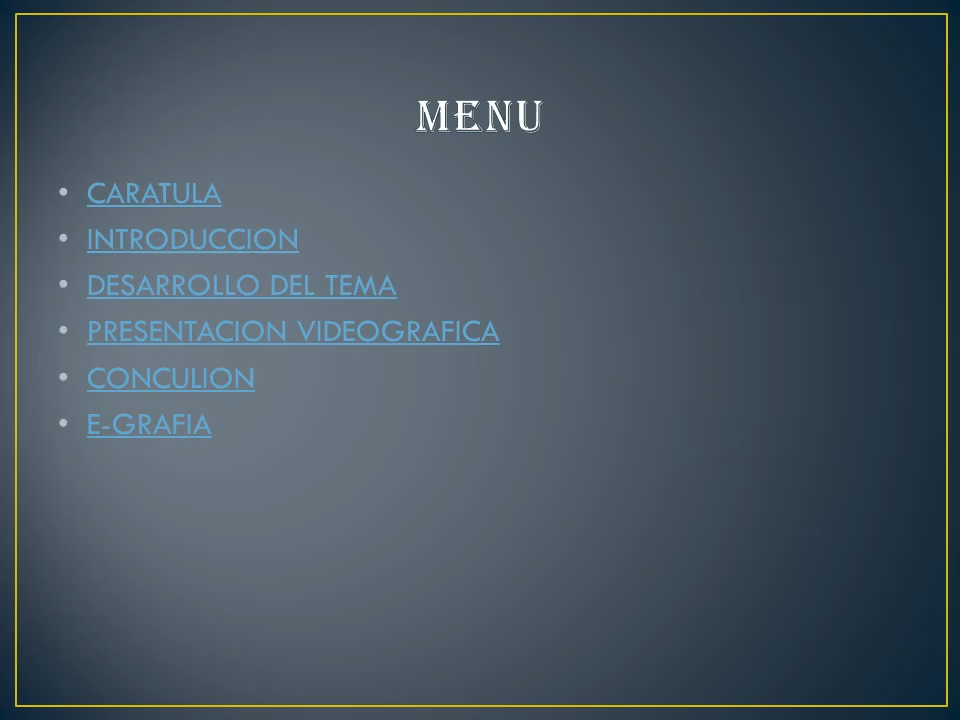 MENU
• CARATULA
• INTRODUCCION
• DESARROLLO DEL TEMA
• PRESENTACION VIDEOGRAFICA
• CONCULION
• E-GRAFIA